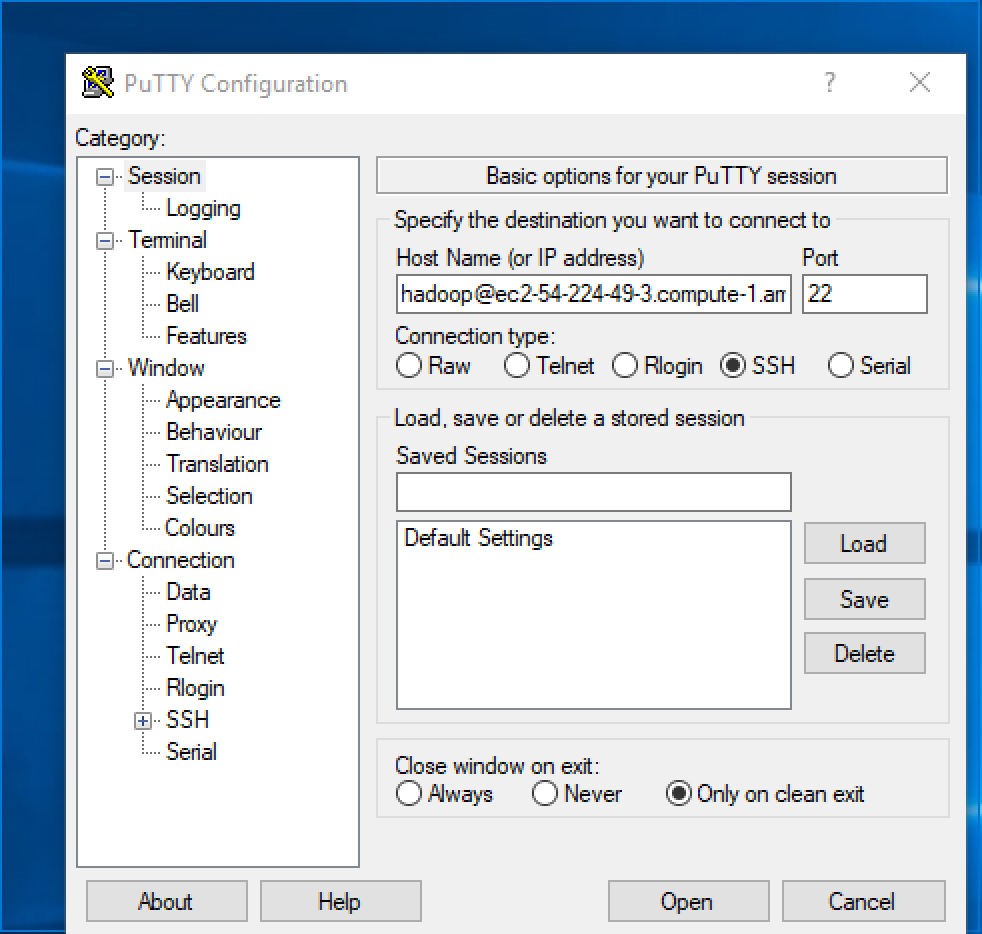 PuTTY Configuration
?
Category:
Session
Logging
Terminal
Keyboard
Bell
Features
Window
Appearance
Behaviour
Translation
Selection
Colours
Connection
Data
Proxy
Telnet
Rlogin
SSH
Serial
Basic options for your PuTTY session
Specify the destination you want to connect to
Host Name (or IP address) Port
hadoop@ec2-54-224-49-3.compute-1.am 22
Connection type:
Raw Telnet Rlogin SSH Serial
Load, save or delete a stored session
Saved Sessions
Default Settings
Load
Save
Delete
Close window on exit:
Always Never Only on clean exit
About Help Open Cancel